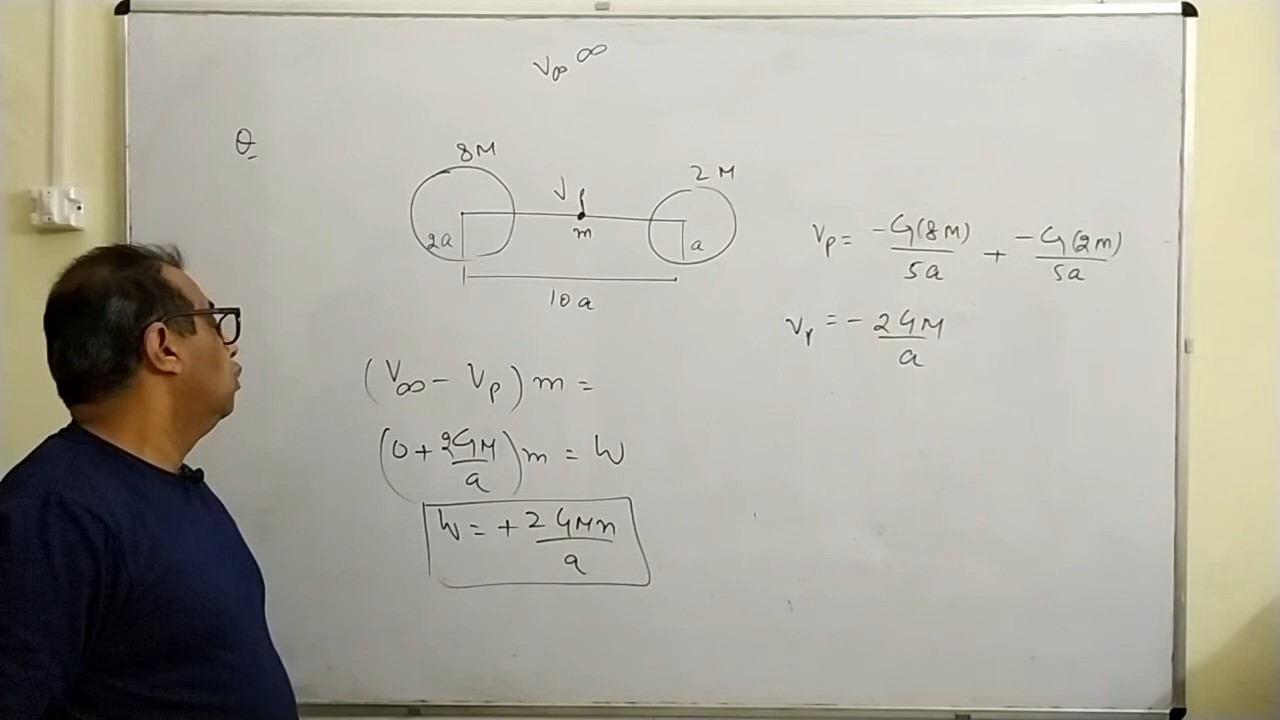 V∞ ∞
Q
8M
2M
V
m
2a
a
10a
Vp = -G(8M)/5a + -G(2m)/5a
Vp = - 2GM/a
(V∞ - Vp) m =
(0 + 2GM/a) m = W
W = + 2GMm/a